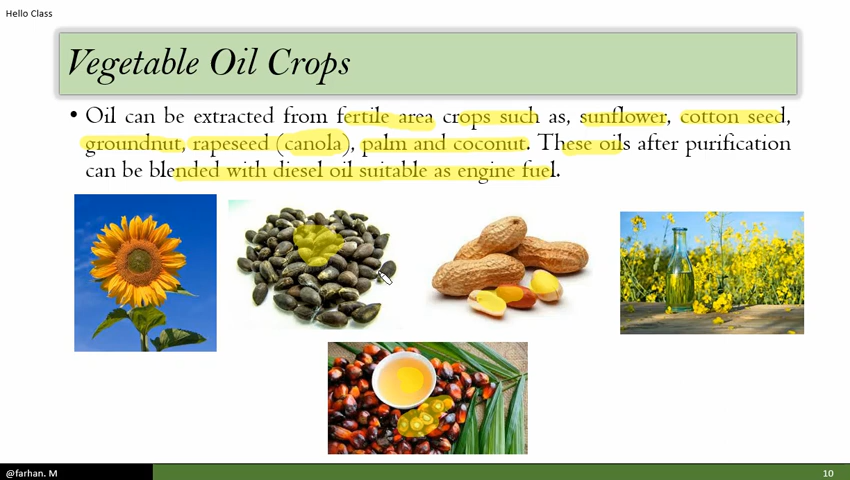 Hello Class
Vegetable Oil Crops
• Oil can be extracted from fertile area crops such as, sunflower, cotton seed,
groundnut, rapeseed (canola), palm and coconut. These oils after purification
can be blended with diesel oil suitable as engine fuel.
@farhan. M
10